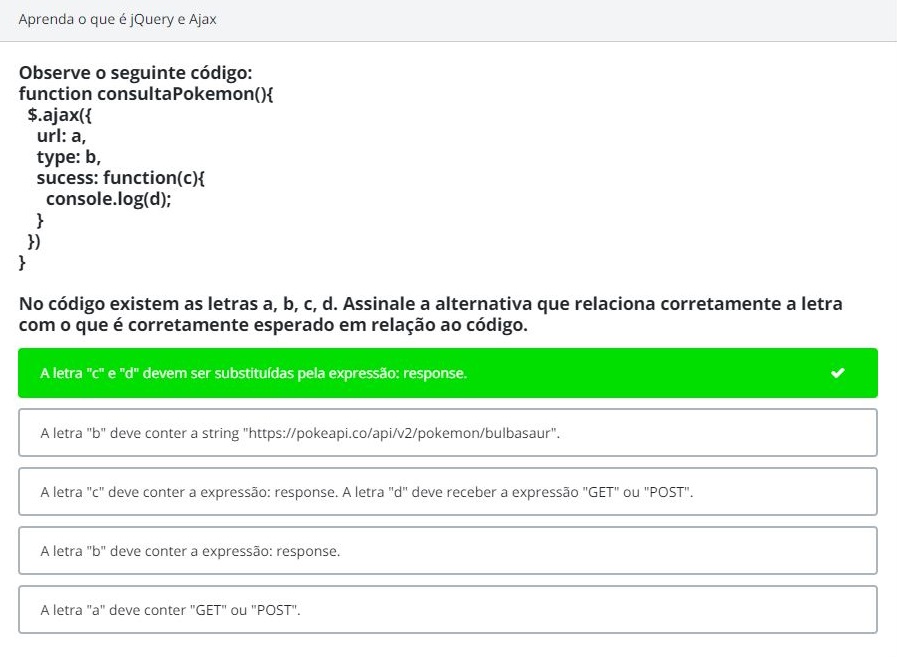 Aprenda o que é jQuery e Ajax
Observe o seguinte código:
function consultaPokemon(){
$.ajax({
url: a,
type: b,
sucess: function(c){
console.log(d);
}
})
}
No código existem as letras a, b, c, d. Assinale a alternativa que relaciona corretamente a letra
com o que é corretamente esperado em relação ao código.
A letra "c" e "d" devem ser substituídas pela expressão: response.
A letra "b" deve conter a string "https://pokeapi.co/api/v2/pokemon/bulbasaur".
A letra "c" deve conter a expressão: response. A letra "d" deve receber a expressão "GET" ou "POST".
A letra "b" deve conter a expressão: response.
A letra "a" deve conter "GET" ou "POST".